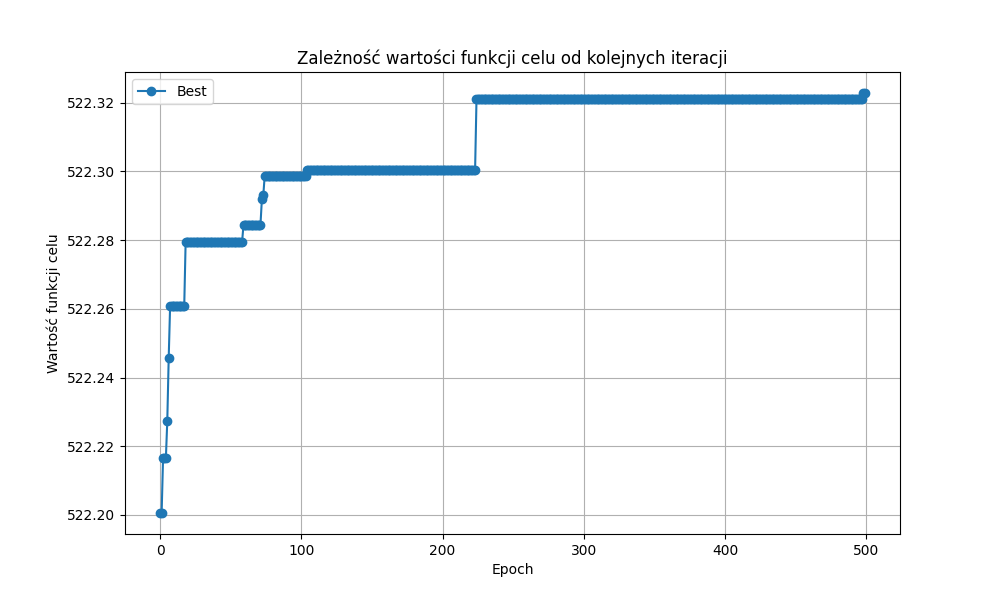 Zależność wartości funkcji celu od kolejnych iteracji
Best
522.32
522.30
522.28
522.26
522.24
522.22
522.20
Wartość funkcji celu
0 100 200 300 400 500
Epoch